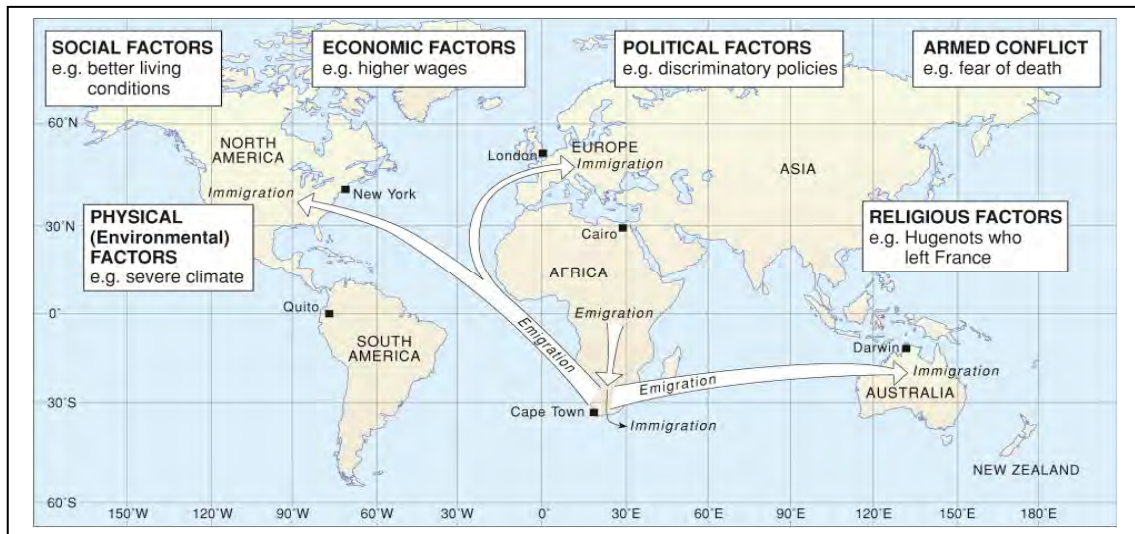 SOCIAL FACTORS
e.g. better living
conditions
ECONOMIC FACTORS
e.g. higher wages
POLITICAL FACTORS
e.g. discriminatory policies
ARMED CONFLICT
e.g. fear of death
60°N
NORTH
AMERICA
London
EUROPE
Immigration
ASIA
Immigration
New York
PHYSICAL
(Environmental)
FACTORS
e.g. severe climate
30°N
Cairo
RELIGIOUS FACTORS
e.g. Hugenots who
left France
AFRICA
Quito
0°
Emigration
SOUTH
AMERICA
Emigration
Darwin
Immigration
Emigration
AUSTRALIA
30°S
Cape Town
Immigration
NEW ZEALAND
60°S
150°W
120°W
90°W
60°W
30°W
0°
30°E
60°E
90°E
120°E
150°E
180°E